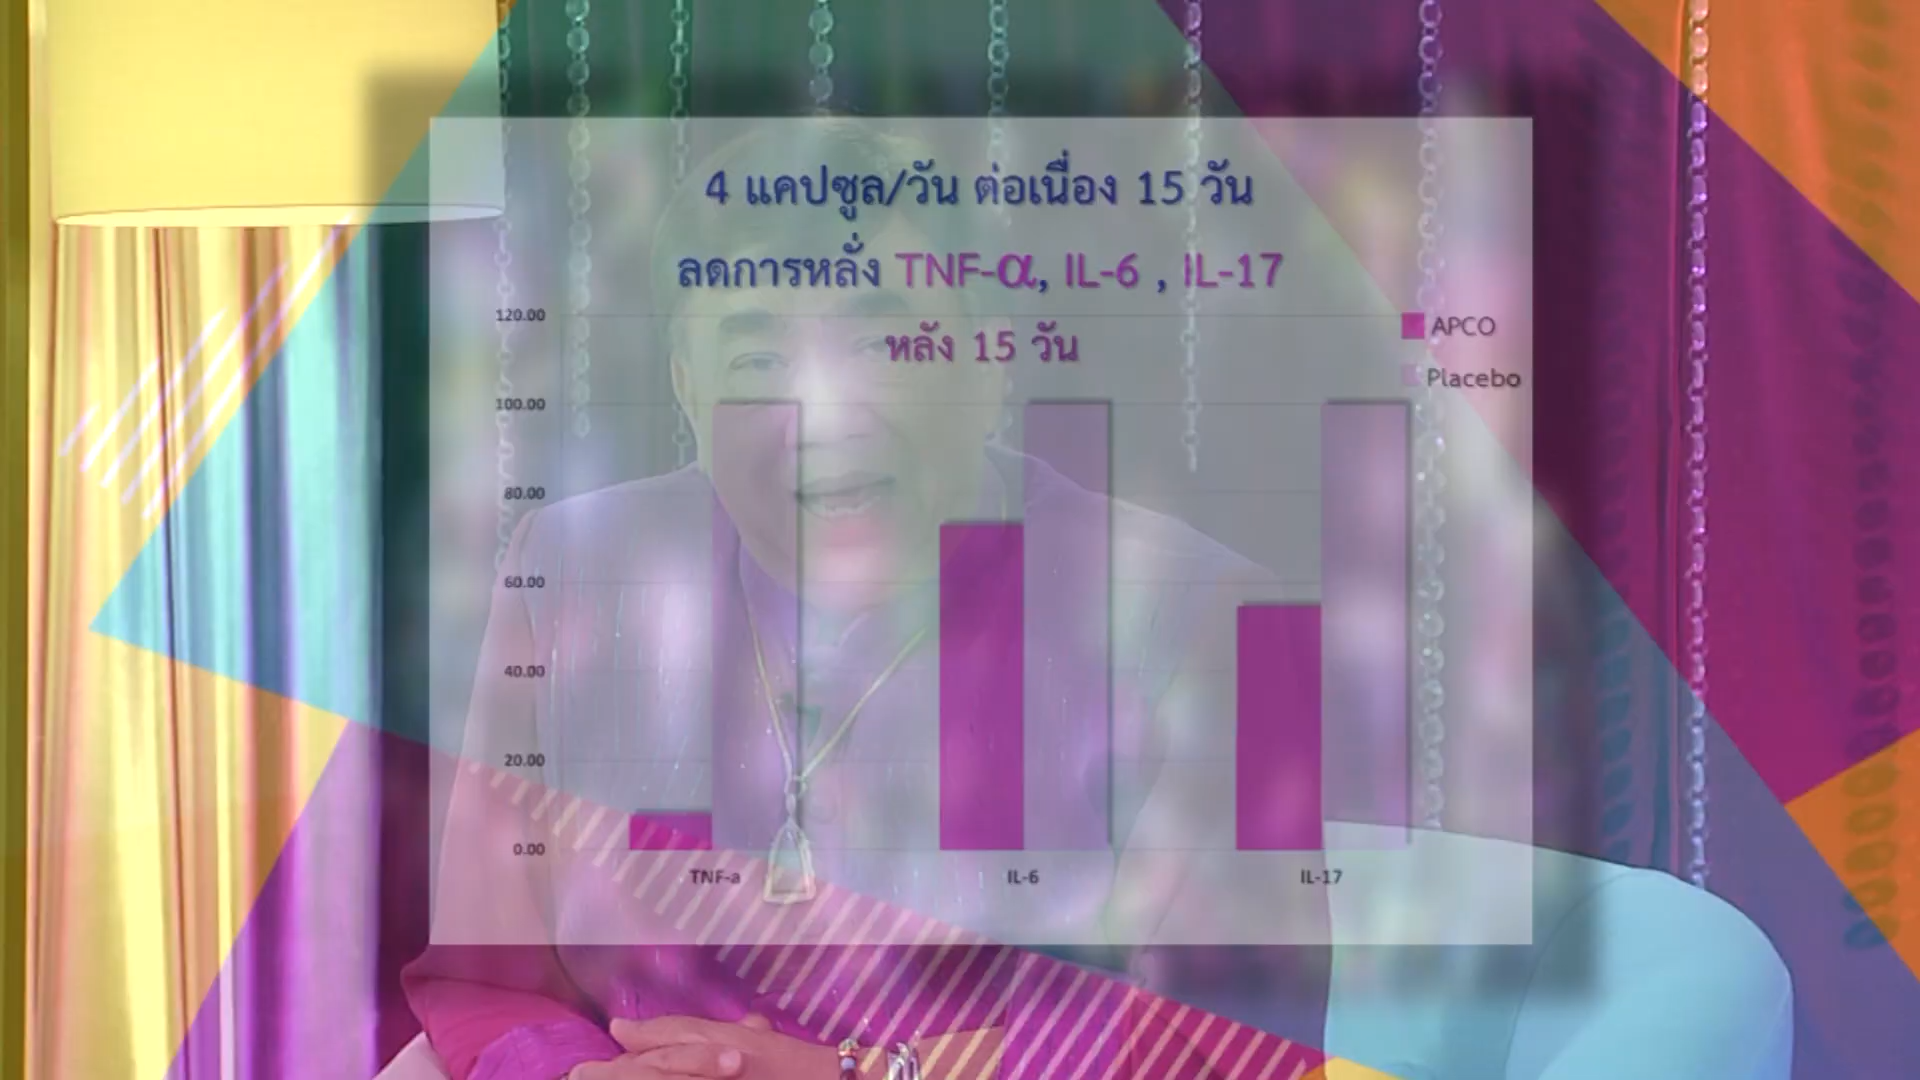 4 แคปซูล/วัน ต่อเนื่อง 15 วัน
ลดการหลั่ง TNF-α, IL-6 , IL-17
หลัง 15 วัน
APCO
Placebo
120.00
100.00
80.00
60.00
40.00
20.00
0.00
TNF-a
IL-6
IL-17